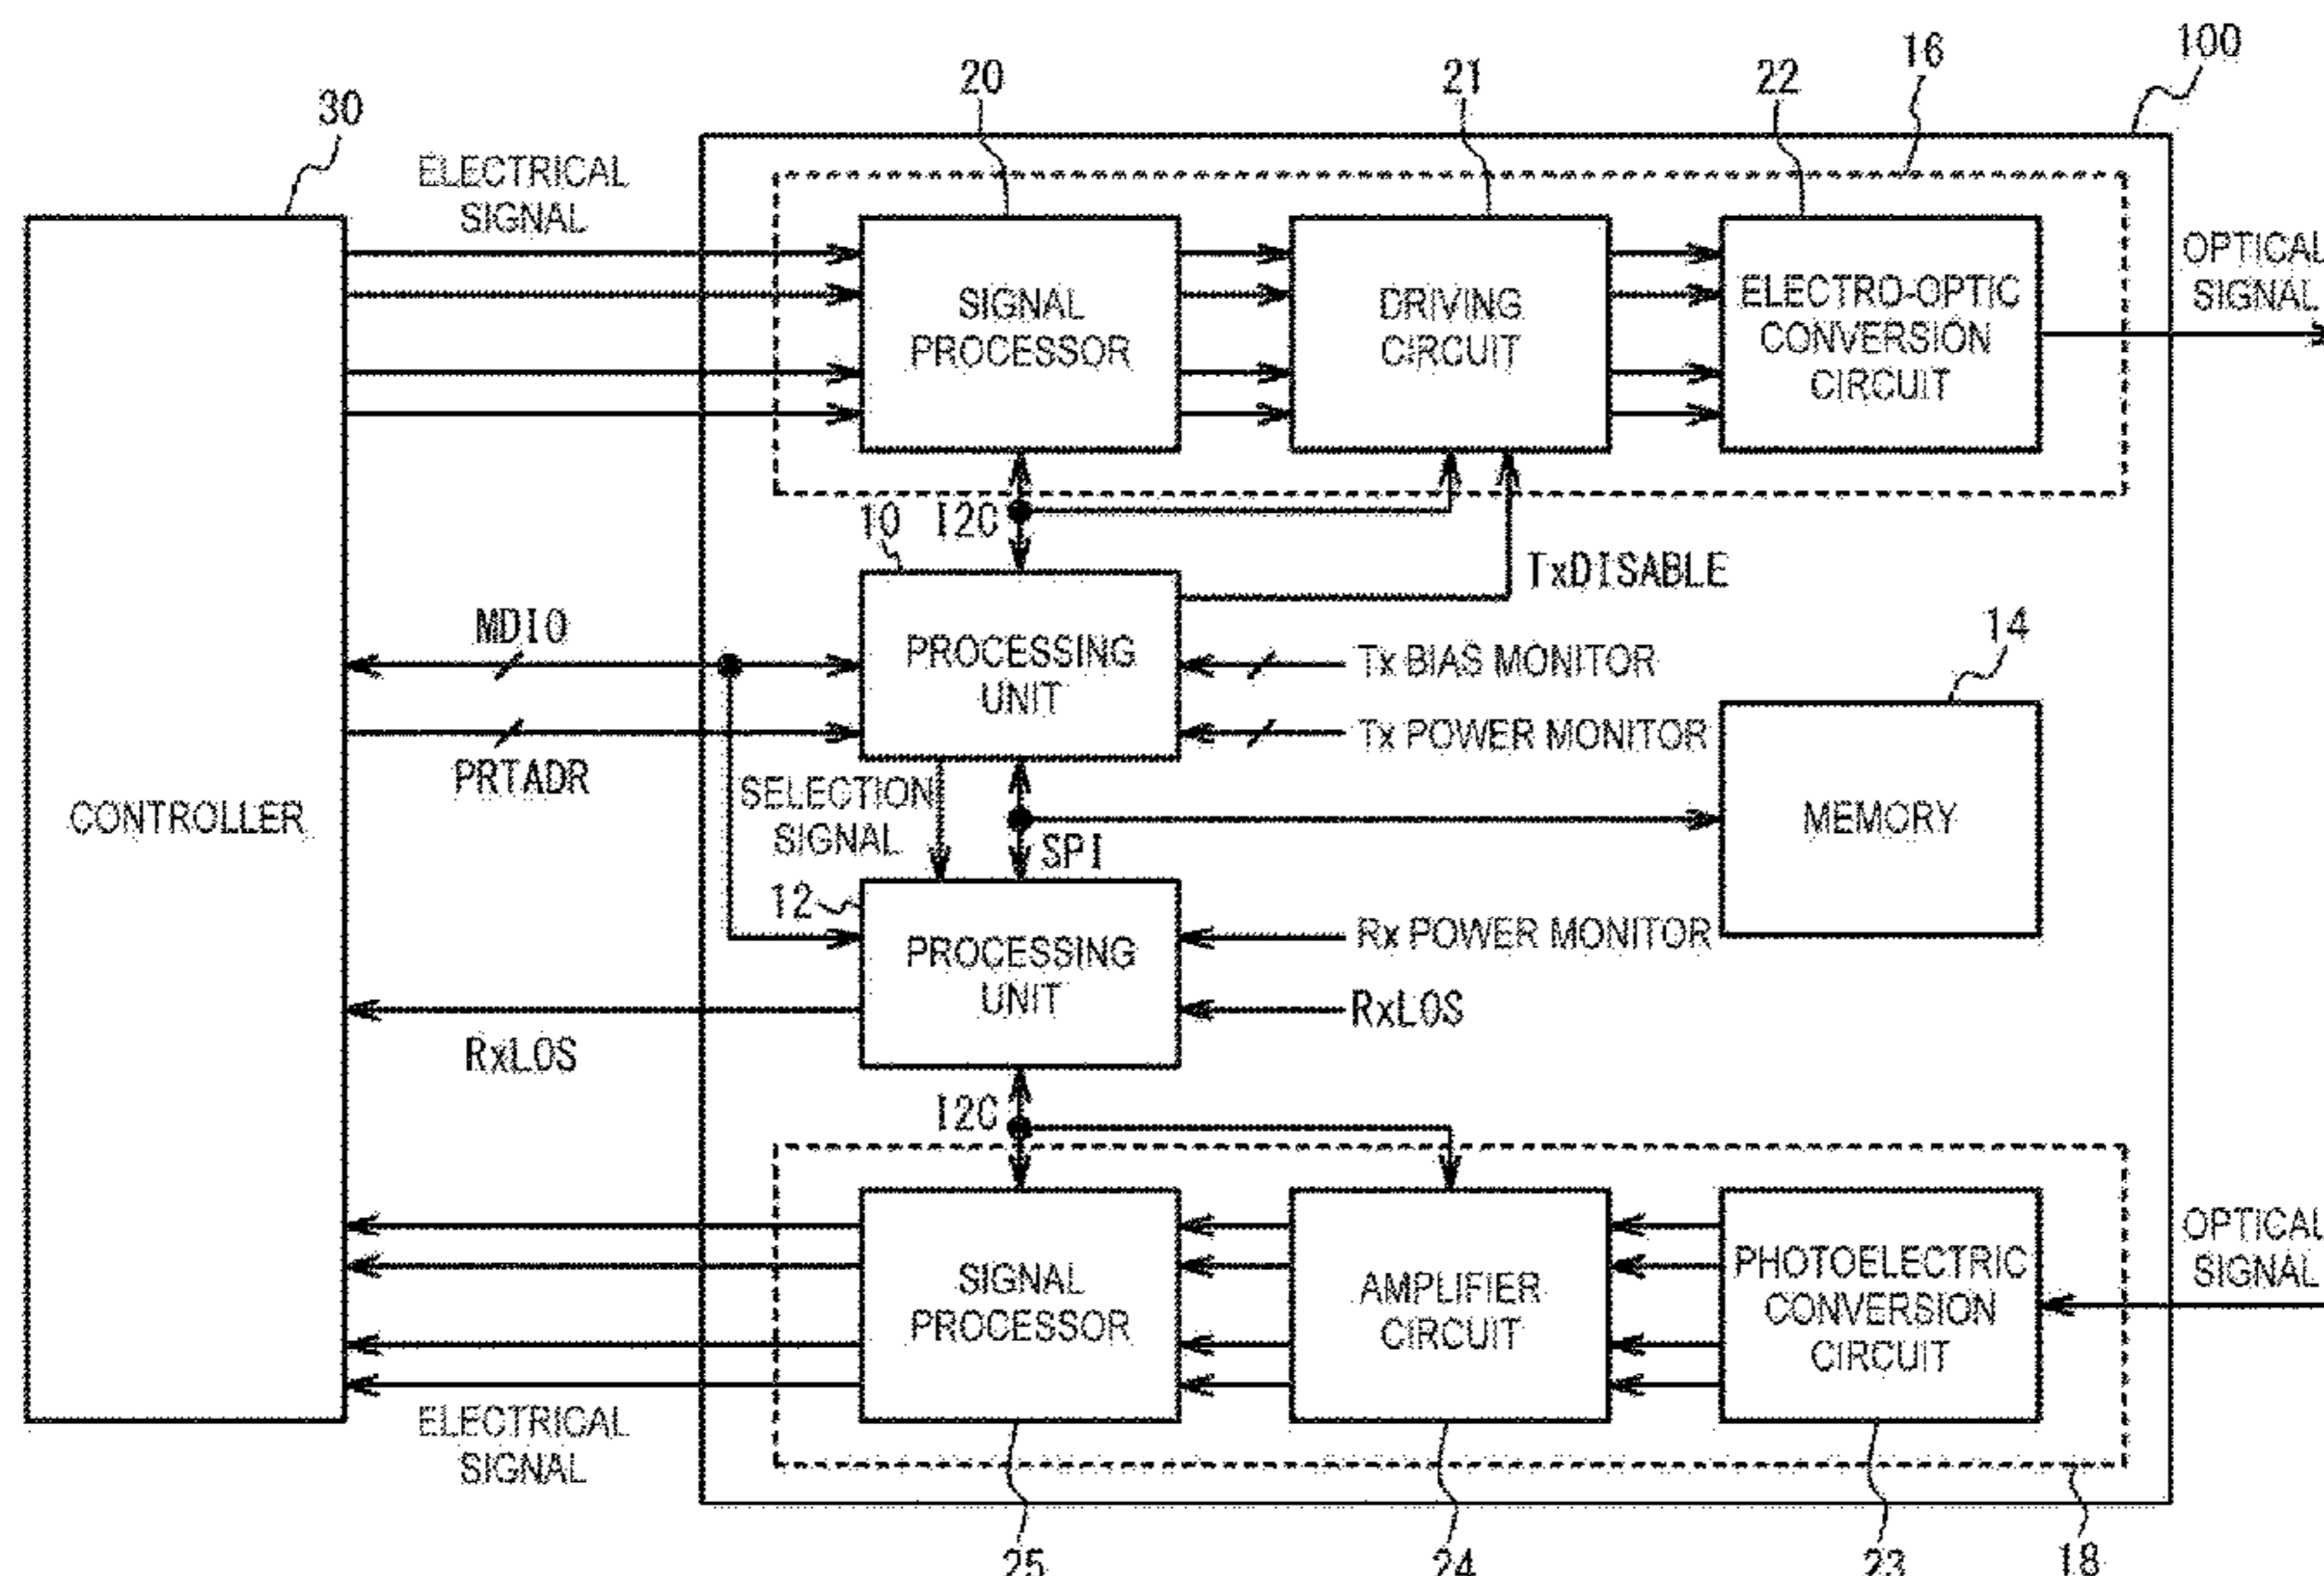 100
16
20
21
22
30
ELECTRICAL
SIGNAL
OPTICAL
SIGNAL
SIGNAL
PROCESSOR
DRIVING
CIRCUIT
ELECTRO-OPTIC
CONVERSION
CIRCUIT
10
I2C
TxDISABLE
MDIO
PROCESSING
UNIT
Tx BIAS MONITOR
14
PRTADR
Tx POWER MONITOR
SELECTION
SIGNAL
CONTROLLER
MEMORY
SPI
12
PROCESSING
UNIT
Rx POWER MONITOR
RxLOS
RxLOS
I2C
OPTICAL
SIGNAL
SIGNAL
PROCESSOR
AMPLIFIER
CIRCUIT
PHOTOELECTRIC
CONVERSION
CIRCUIT
ELECTRICAL
SIGNAL
25
24
23
18